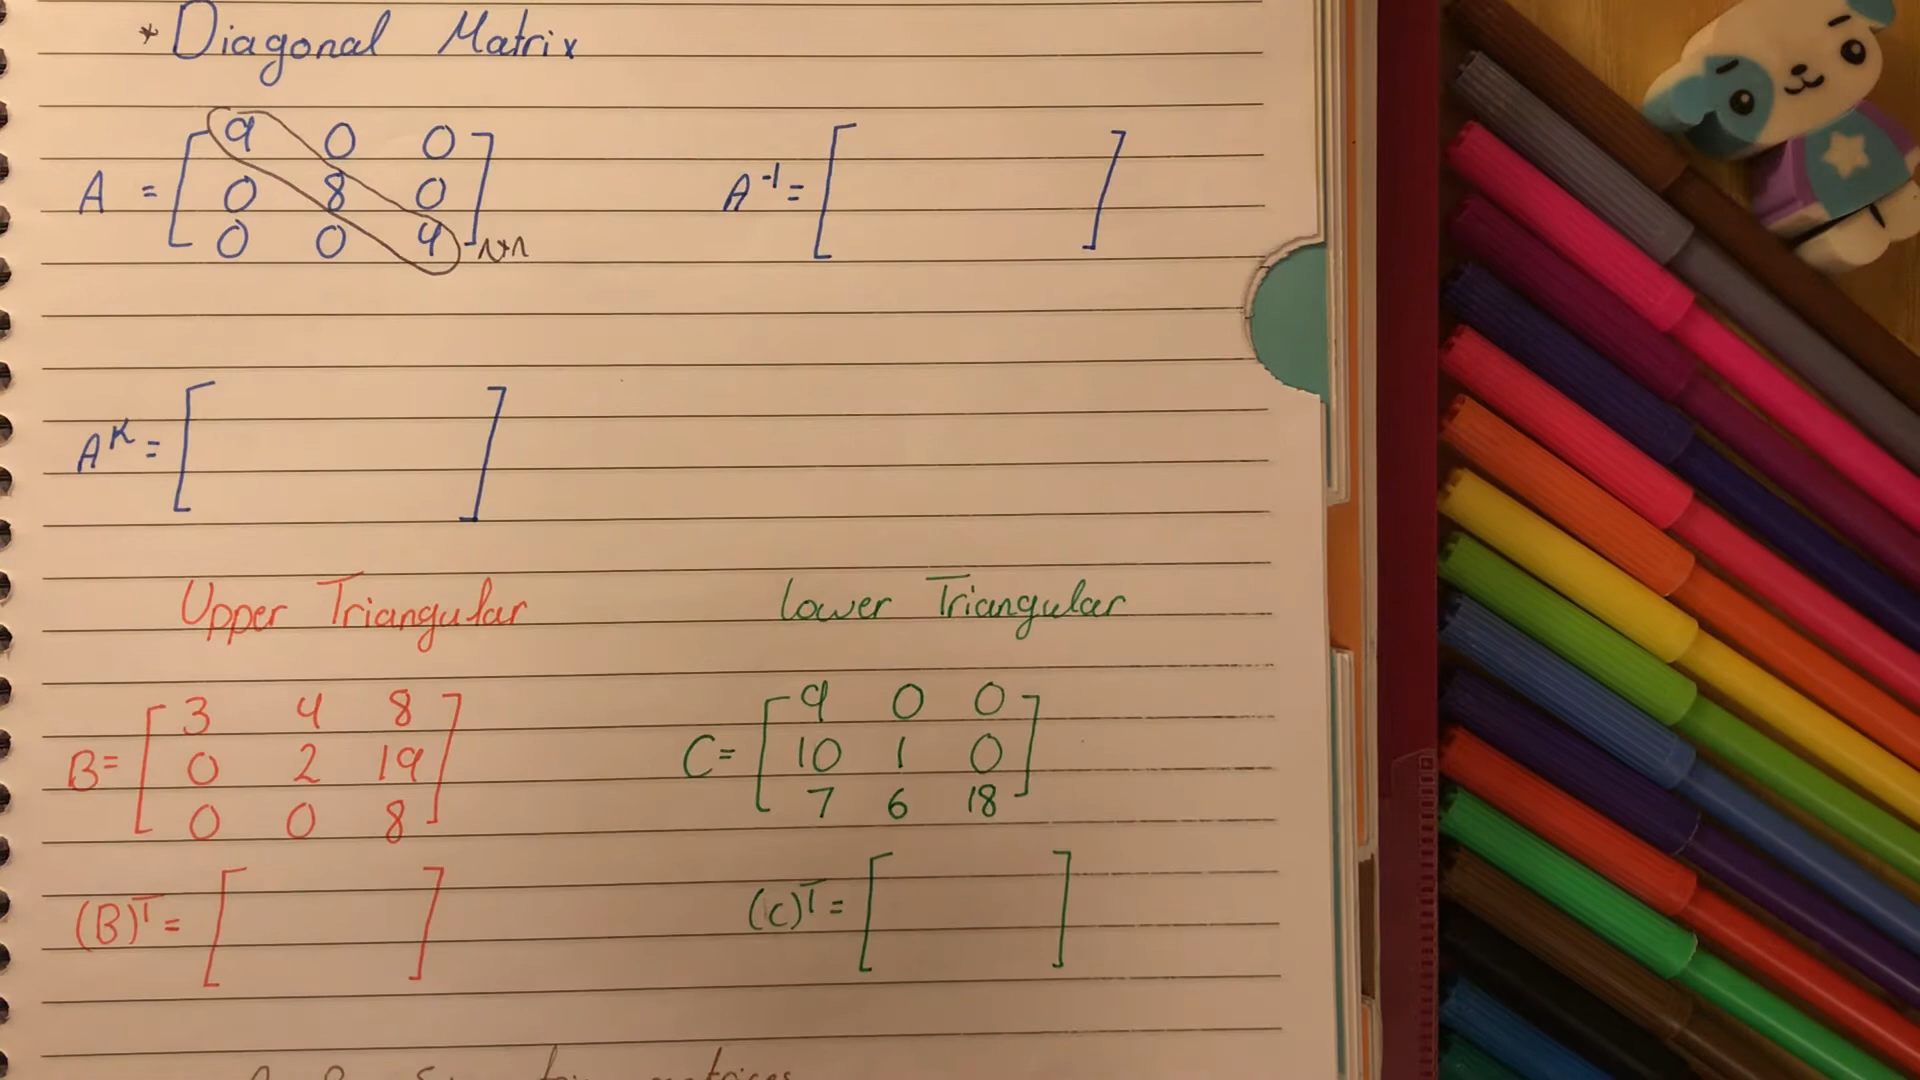 * Diagonal Matrix
A = [ 9 0 0
0 8 0
0 0 4 ] n×n
A⁻¹ = [ ]
Aᴷ = [ ]
Upper Triangular
B = [ 3 4 8
0 2 19
0 0 8 ]
(B)ᵀ = [ ]
Lower Triangular
C = [ 9 0 0
10 1 0
7 6 18 ]
(C)ᵀ = [ ]
matrices